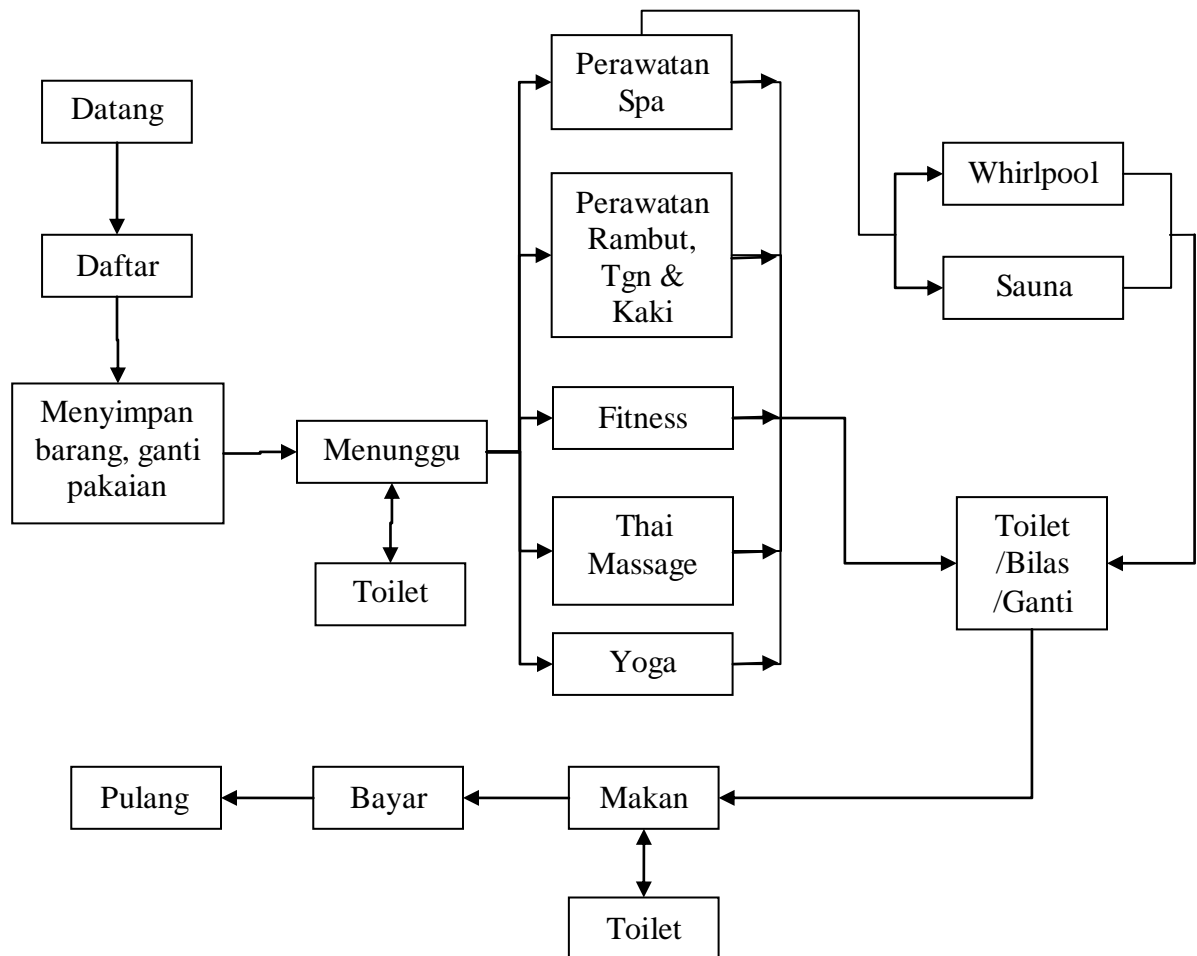 Datang
Daftar
Menyimpan
barang, ganti
pakaian
Menunggu
Toilet
Perawatan
Spa
Perawatan
Rambut,
Tgn &
Kaki
Fitness
Thai
Massage
Yoga
Whirlpool
Sauna
Toilet
/Bilas
/Ganti
Makan
Toilet
Bayar
Pulang